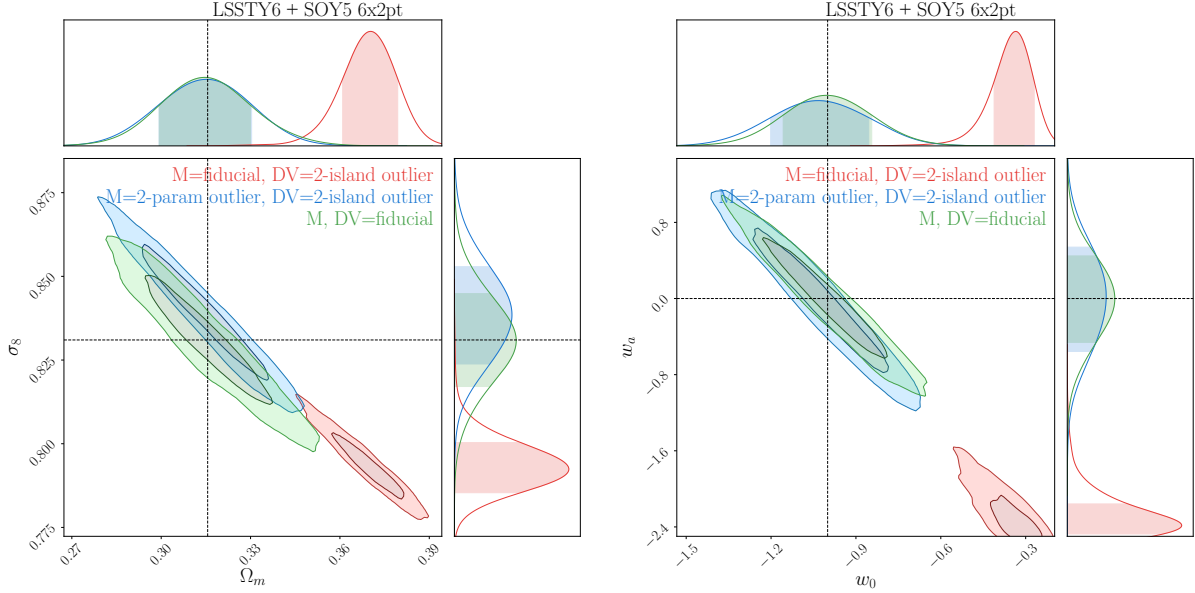 LSSTY6 + SOY5 6x2pt
M=fiducial, DV=2-island outlier
M=2-param outlier, DV=2-island outlier
M, DV=fiducial
0.875
0.850
0.825
0.800
0.775
σ8
0.27
0.30
0.33
0.36
0.39
Ωm
LSSTY6 + SOY5 6x2pt
M=fiducial, DV=2-island outlier
M=2-param outlier, DV=2-island outlier
M, DV=fiducial
0.8
0.0
−0.8
−1.6
−2.4
wa
−1.5
−1.2
−0.9
−0.6
−0.3
w0